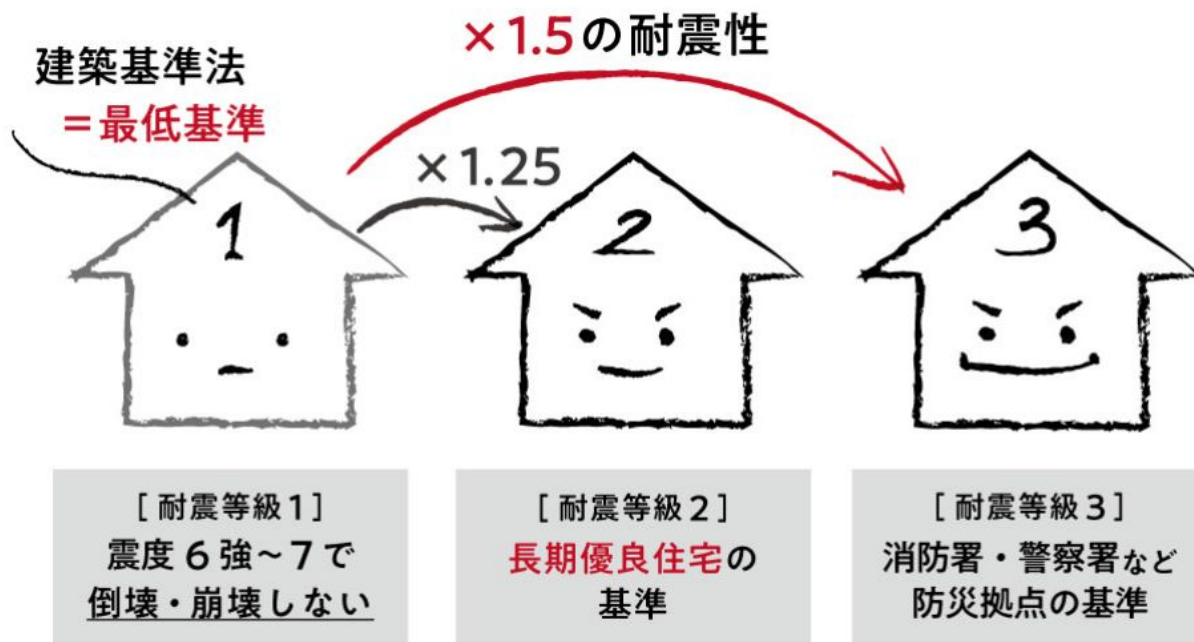 ×1.5の耐震性
建築基準法
＝最低基準
×1.25
1
2
3
[耐震等級1]
震度6強～7で
倒壊・崩壊しない
[耐震等級2]
長期優良住宅の
基準
[耐震等級3]
消防署・警察署など
防災拠点の基準